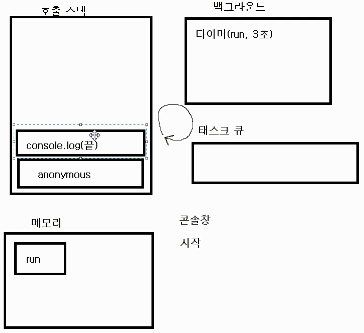 호출 스택
백그라운드
타이머(run, 3초)
태스크 큐
console.log(끝)
anonymous
메모리
콘솔창
시작
run